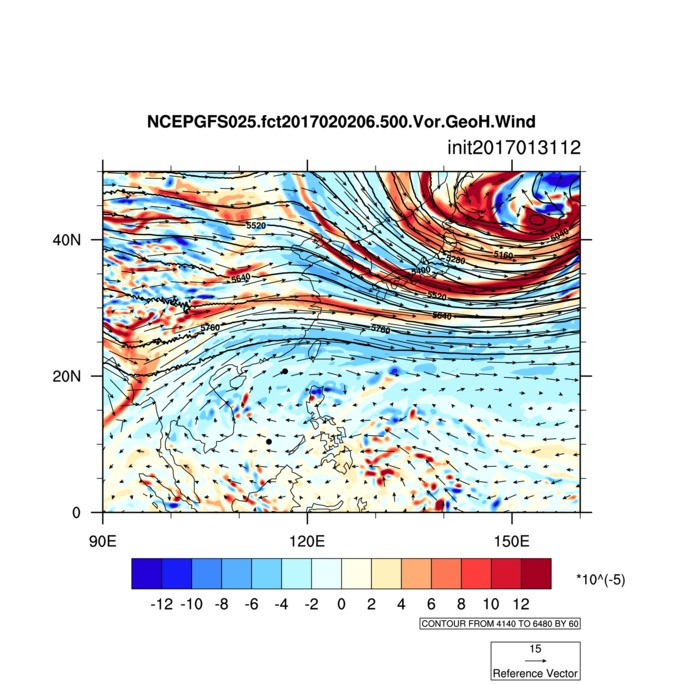 NCEPGFS025.fct2017020206.500.Vor.GeoH.Wind
init2017013112
5520
5640
5760
5400
5280
5160
5040
5520
5640
5760
40N
20N
0
90E 120E 150E
-12 -10 -8 -6 -4 -2 0 2 4 6 8 10 12
*10^(-5)
CONTOUR FROM 4140 TO 6480 BY 60
15
Reference Vector